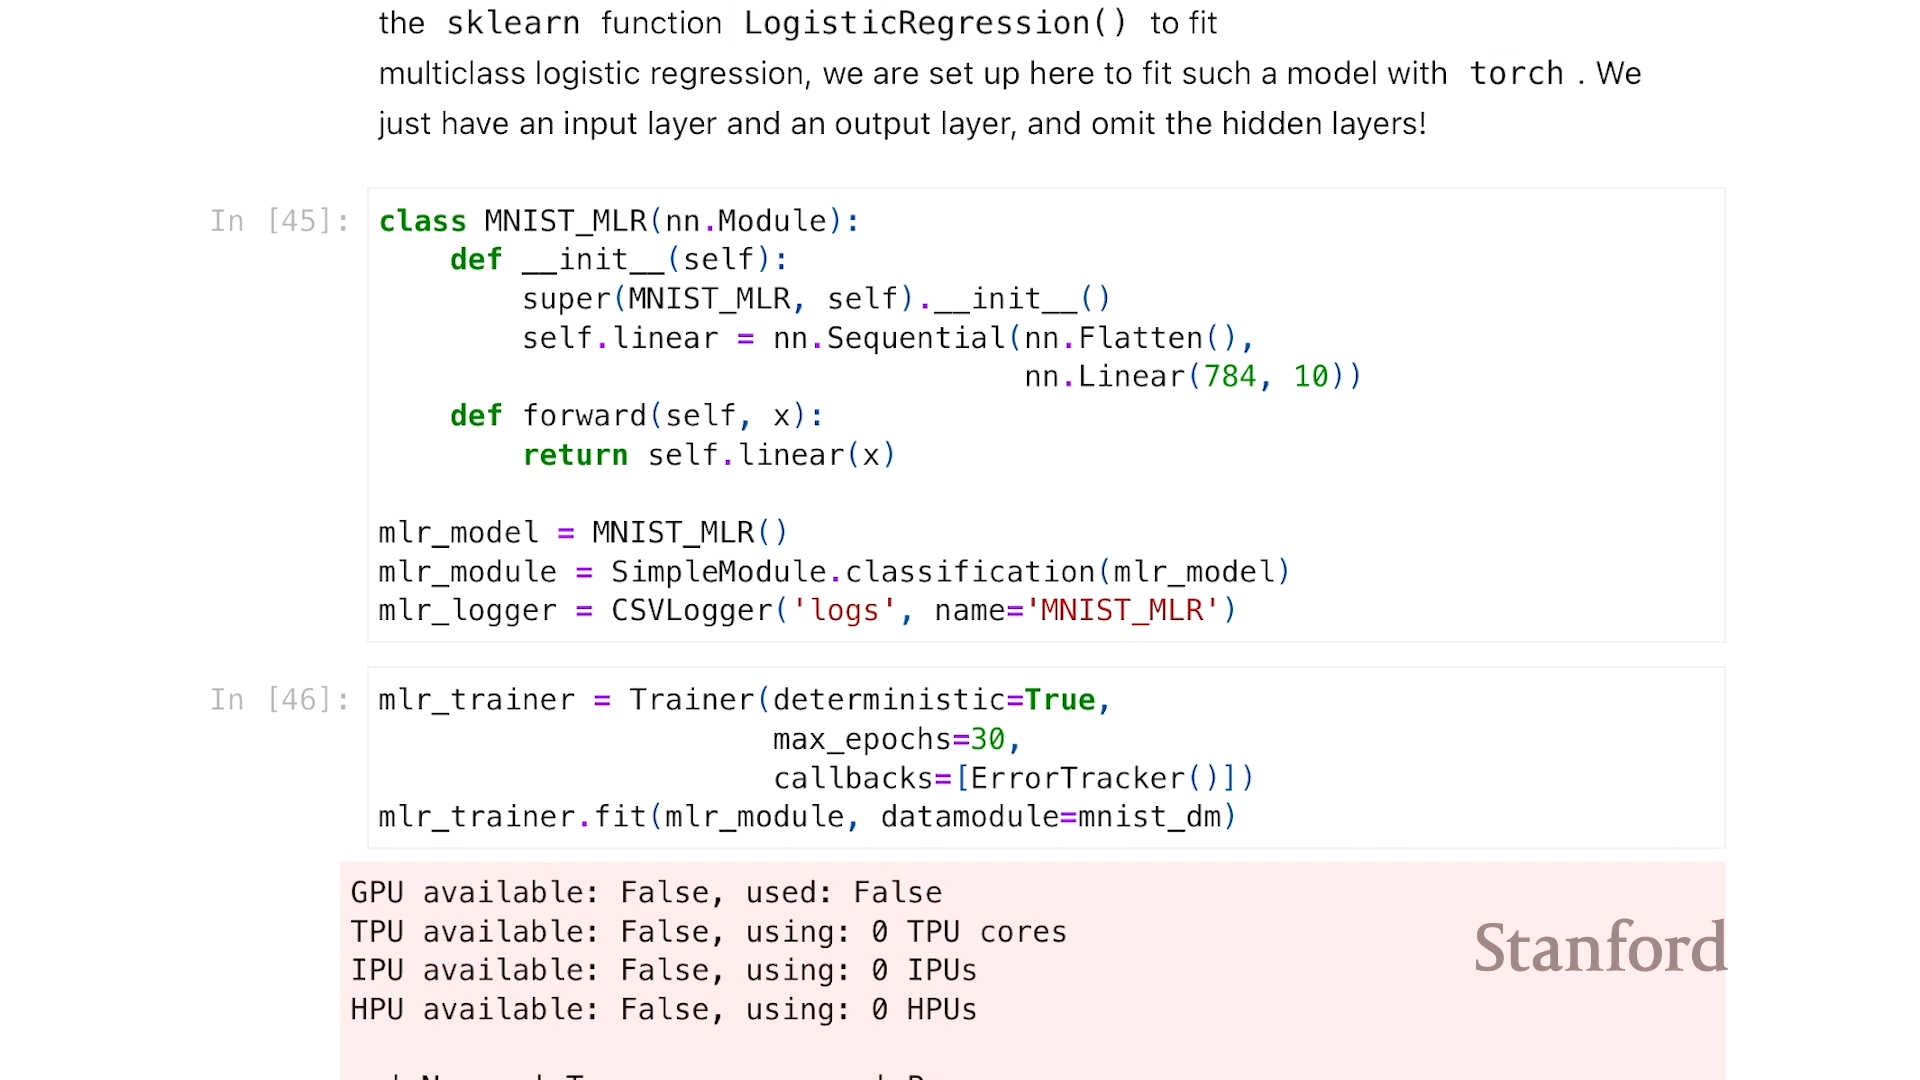 the sklearn function LogisticRegression() to fit
multiclass logistic regression, we are set up here to fit such a model with torch . We
just have an input layer and an output layer, and omit the hidden layers!
In [45]: class MNIST_MLR(nn.Module):
    def __init__(self):
        super(MNIST_MLR, self).__init__()
        self.linear = nn.Sequential(nn.Flatten(),
                                    nn.Linear(784, 10))
    def forward(self, x):
        return self.linear(x)
mlr_model = MNIST_MLR()
mlr_module = SimpleModule.classification(mlr_model)
mlr_logger = CSVLogger('logs', name='MNIST_MLR')
In [46]: mlr_trainer = Trainer(deterministic=True,
                      max_epochs=30,
                      callbacks=[ErrorTracker()])
mlr_trainer.fit(mlr_module, datamodule=mnist_dm)
GPU available: False, used: False
TPU available: False, using: 0 TPU cores
IPU available: False, using: 0 IPUs
HPU available: False, using: 0 HPUs
Stanford